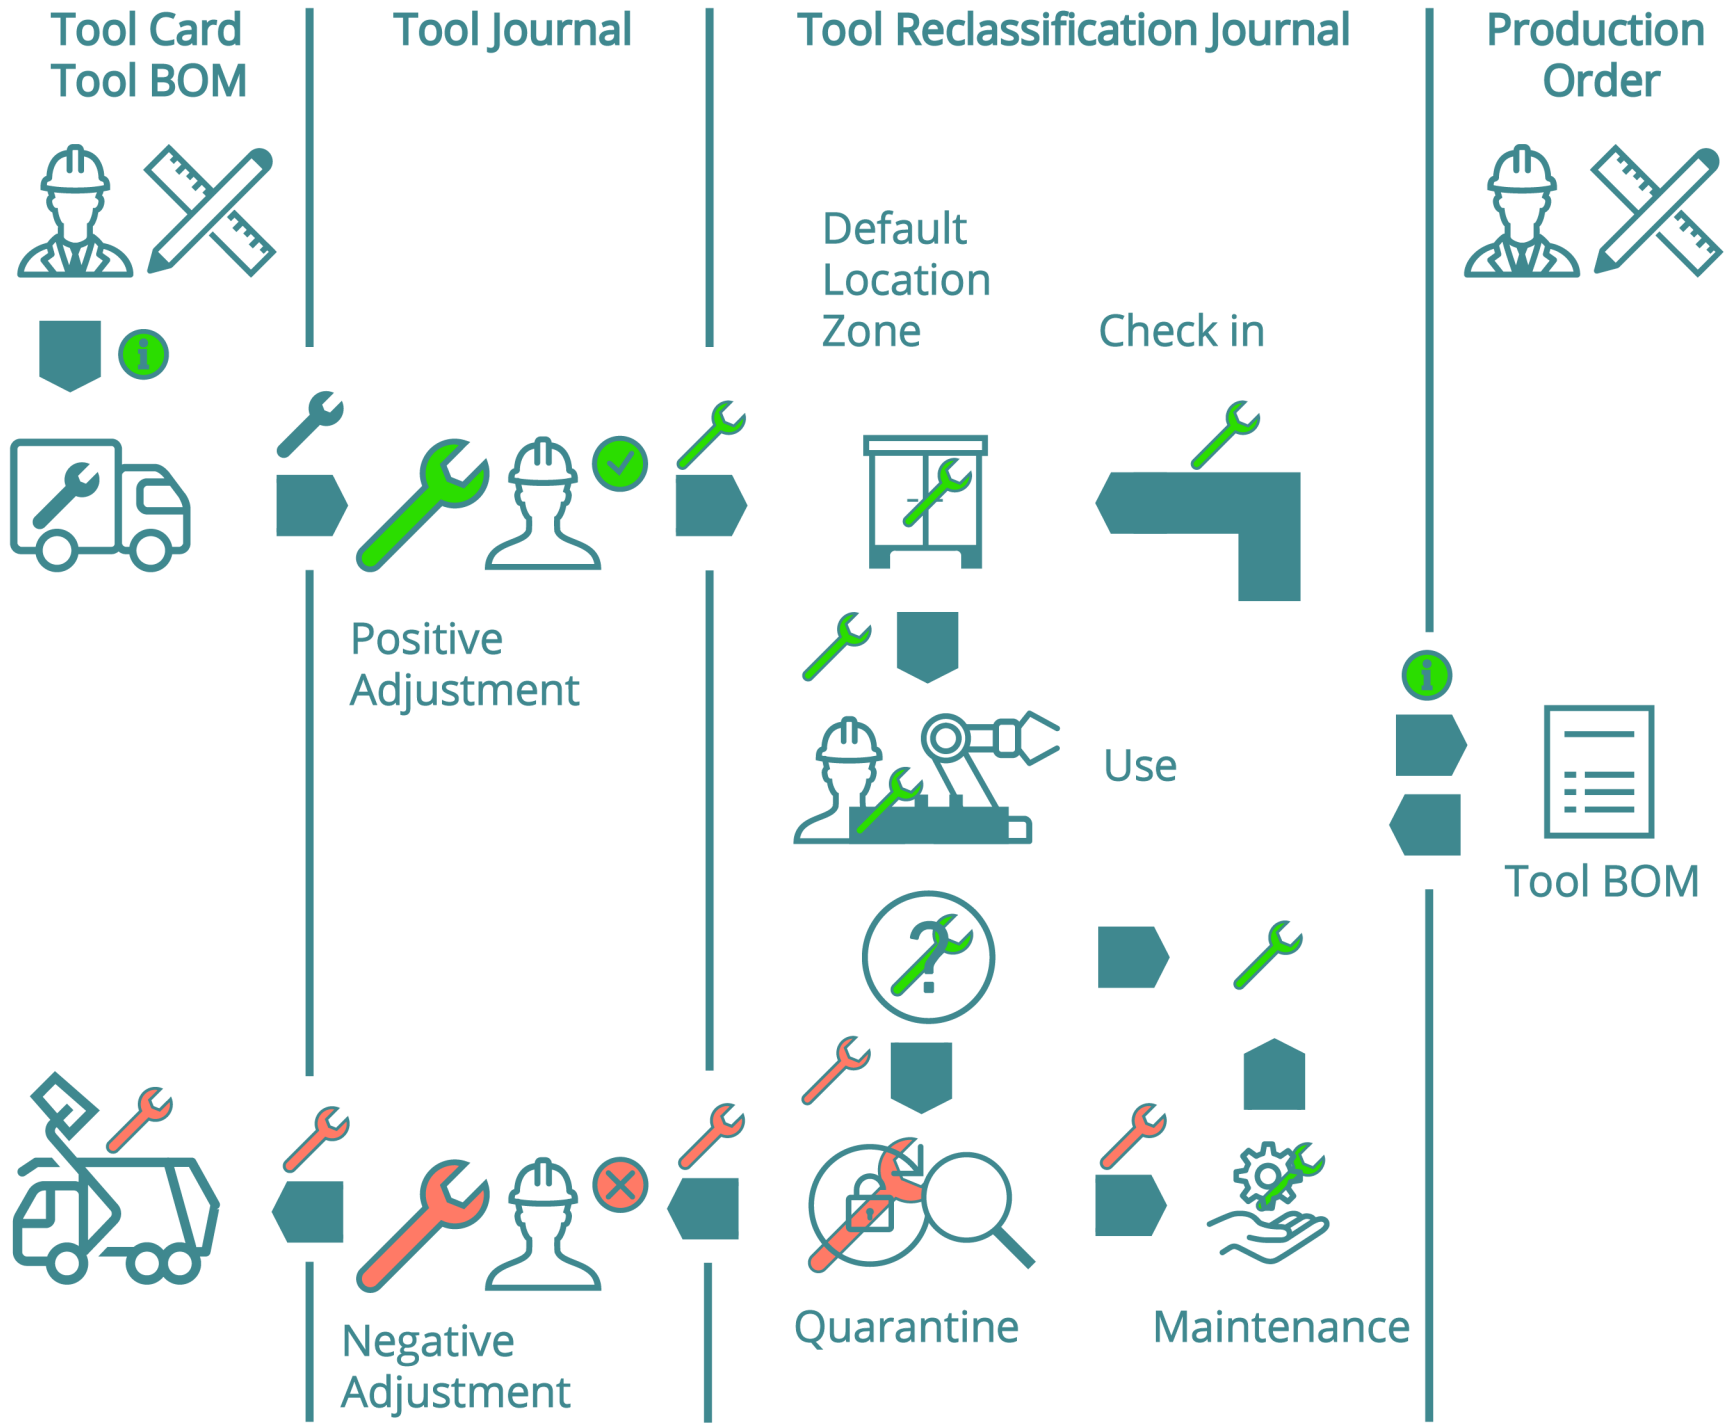 Tool Card
Tool BOM
Tool Journal
Tool Reclassification Journal
Production
Order
Default
Location
Zone
Check in
Positive
Adjustment
Use
Tool BOM
Quarantine
Maintenance
Negative
Adjustment